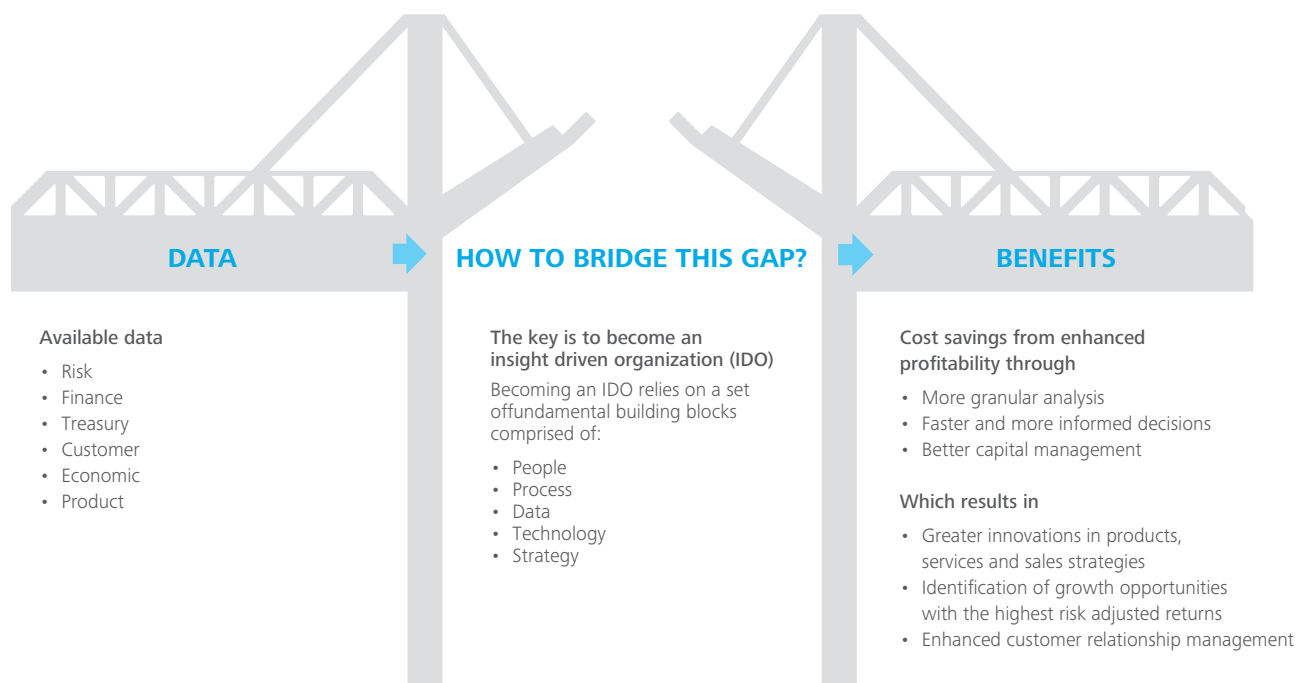 DATA
HOW TO BRIDGE THIS GAP?
BENEFITS
Available data
• Risk
• Finance
• Treasury
• Customer
• Economic
• Product
The key is to become an
insight driven organization (IDO)
Becoming an IDO relies on a set
offundamental building blocks
comprised of:
• People
• Process
• Data
• Technology
• Strategy
Cost savings from enhanced
profitability through
• More granular analysis
• Faster and more informed decisions
• Better capital management
Which results in
• Greater innovations in products,
services and sales strategies
• Identification of growth opportunities
with the highest risk adjusted returns
• Enhanced customer relationship management